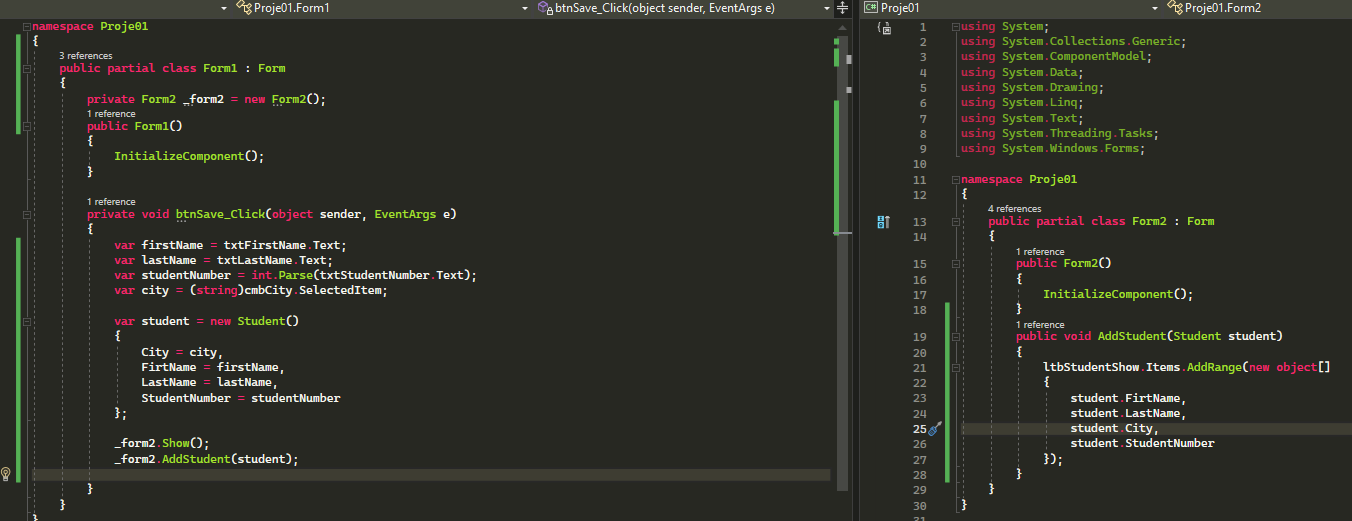 Proje01.Form1
btnSave_Click(object sender, EventArgs e)
namespace Proje01
{
3 references
public partial class Form1 : Form
{
private Form2 _form2 = new Form2();
1 reference
public Form1()
{
InitializeComponent();
}
1 reference
private void btnSave_Click(object sender, EventArgs e)
{
var firstName = txtFirstName.Text;
var lastName = txtLastName.Text;
var studentNumber = int.Parse(txtStudentNumber.Text);
var city = (string)cmbCity.SelectedItem;
var student = new Student()
{
City = city,
FirtName = firstName,
LastName = lastName,
StudentNumber = studentNumber
};
_form2.Show();
_form2.AddStudent(student);
}
}
}
C# Proje01
Proje01.Form2
1 using System;
2 using System.Collections.Generic;
3 using System.ComponentModel;
4 using System.Data;
5 using System.Drawing;
6 using System.Linq;
7 using System.Text;
8 using System.Threading.Tasks;
9 using System.Windows.Forms;
10
11 namespace Proje01
12 {
4 references
13 public partial class Form2 : Form
14 {
1 reference
15 public Form2()
16 {
17 InitializeComponent();
18 }
1 reference
19 public void AddStudent(Student student)
20 {
21 ltbStudentShow.Items.AddRange(new object[]
22 {
23 student.FirtName,
24 student.LastName,
25 student.City,
26 student.StudentNumber
27 });
28 }
29 }
30 }
31